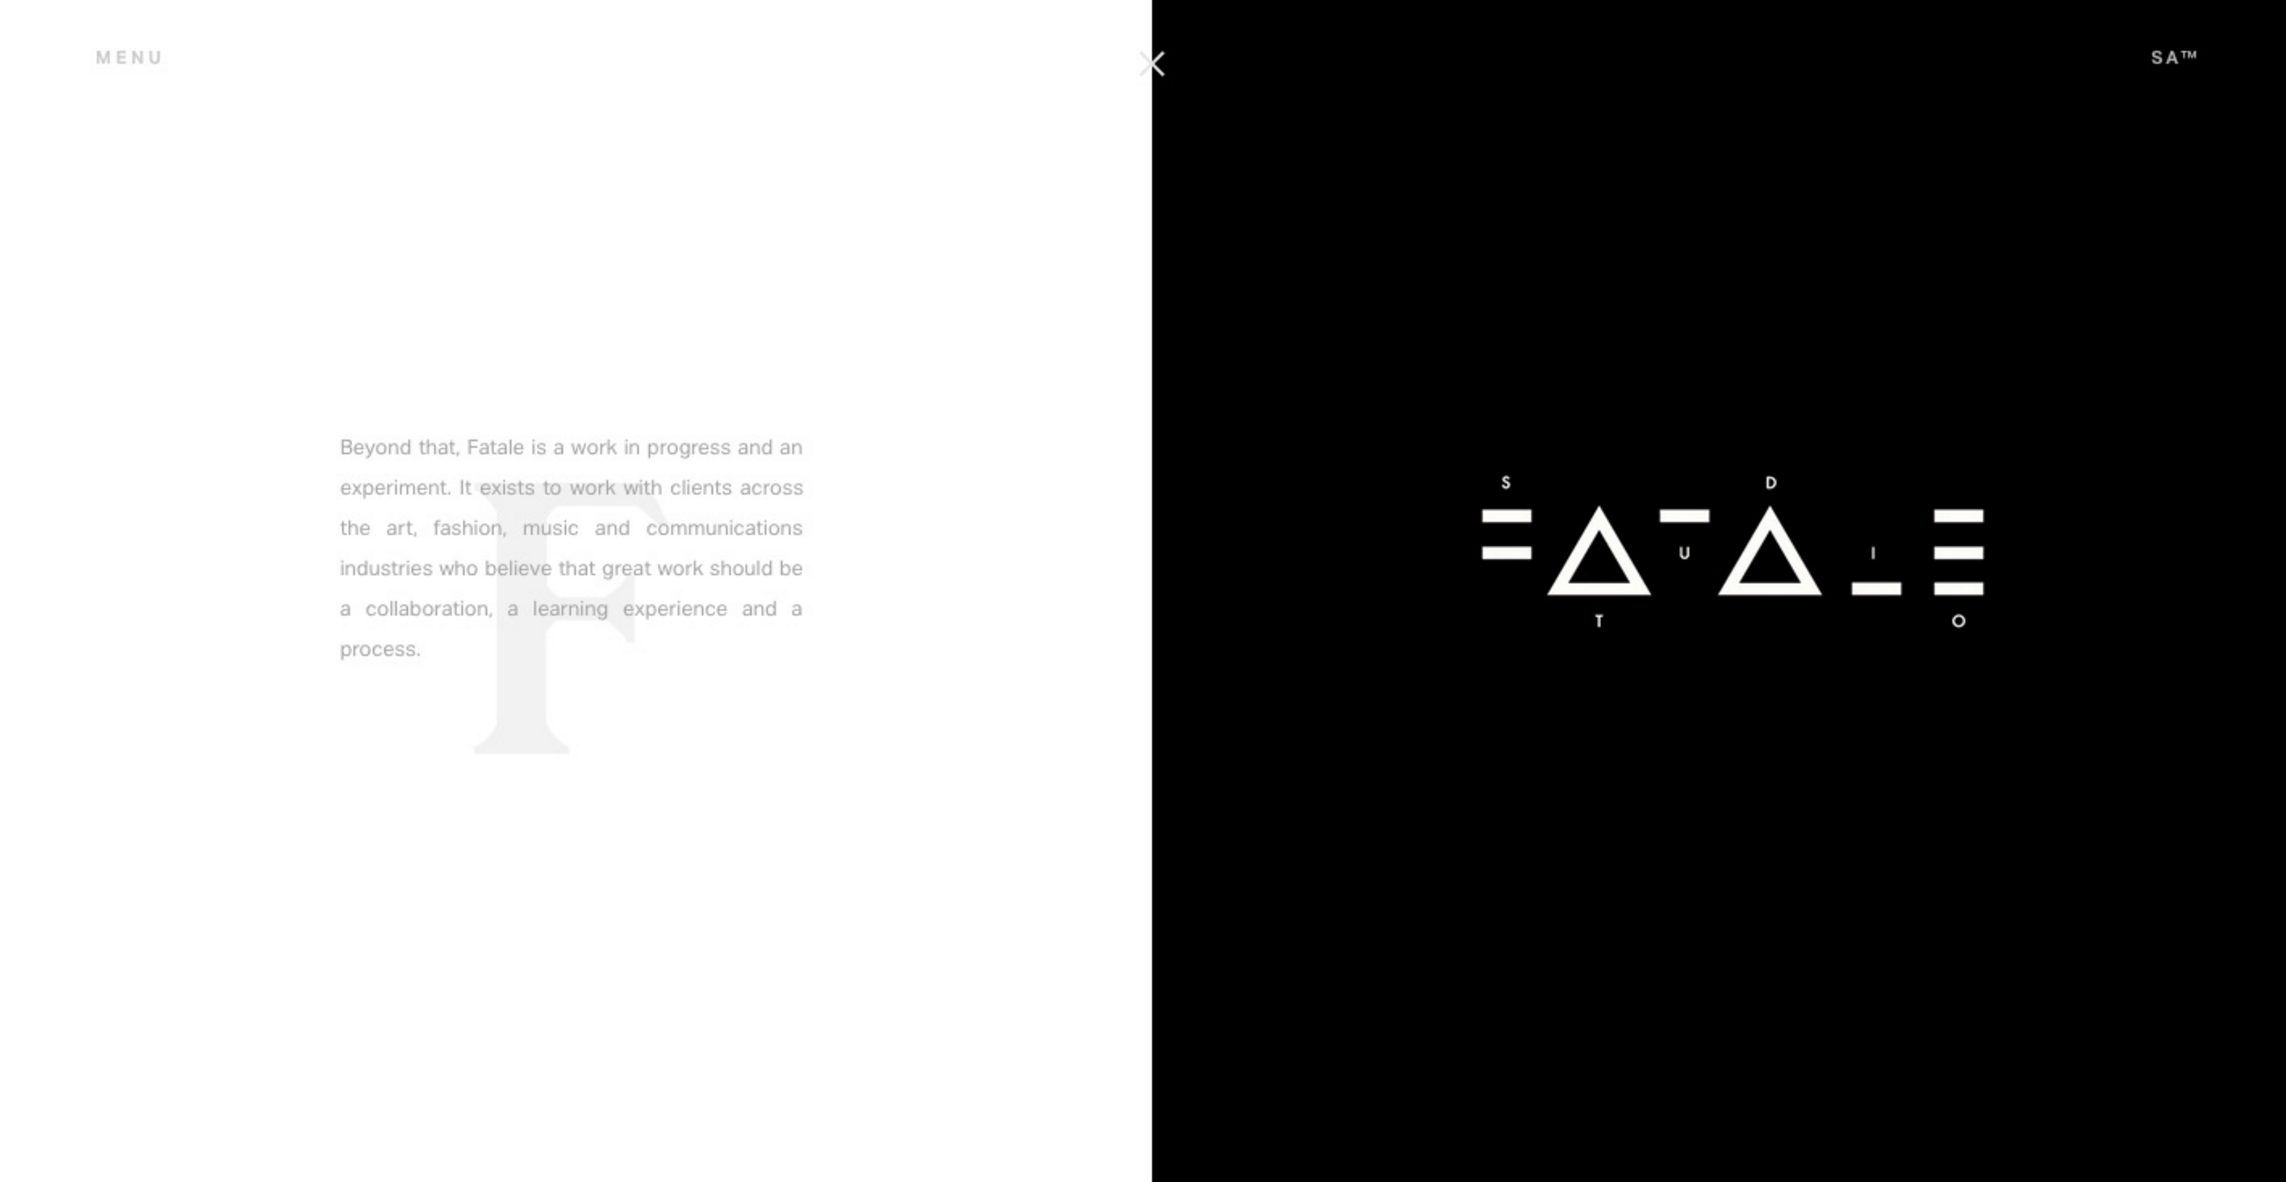 MENU
SA™
Beyond that, Fatale is a work in progress and an
experiment. It exists to work with clients across
the art, fashion, music and communications
industries who believe that great work should be
a collaboration, a learning experience and a
process.
F
S D
FATALE
U I
T O